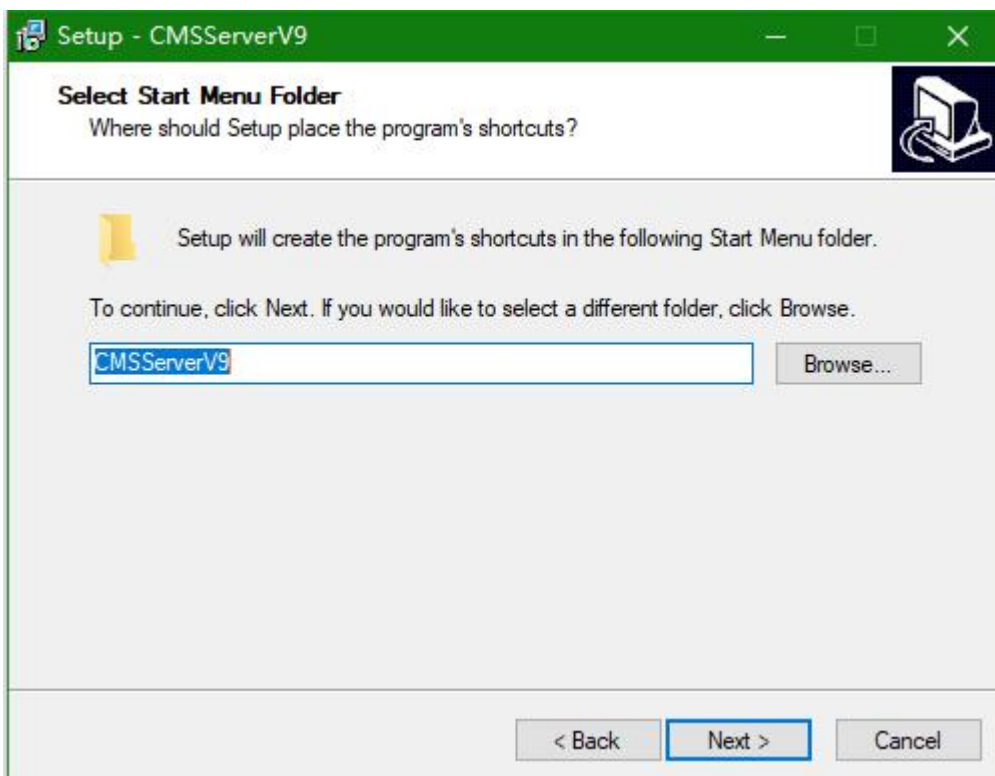 Setup - CMSServerV9
Select Start Menu Folder
Where should Setup place the program's shortcuts?
Setup will create the program's shortcuts in the following Start Menu folder.
To continue, click Next. If you would like to select a different folder, click Browse.
CMSServerV9
Browse...
< Back
Next >
Cancel